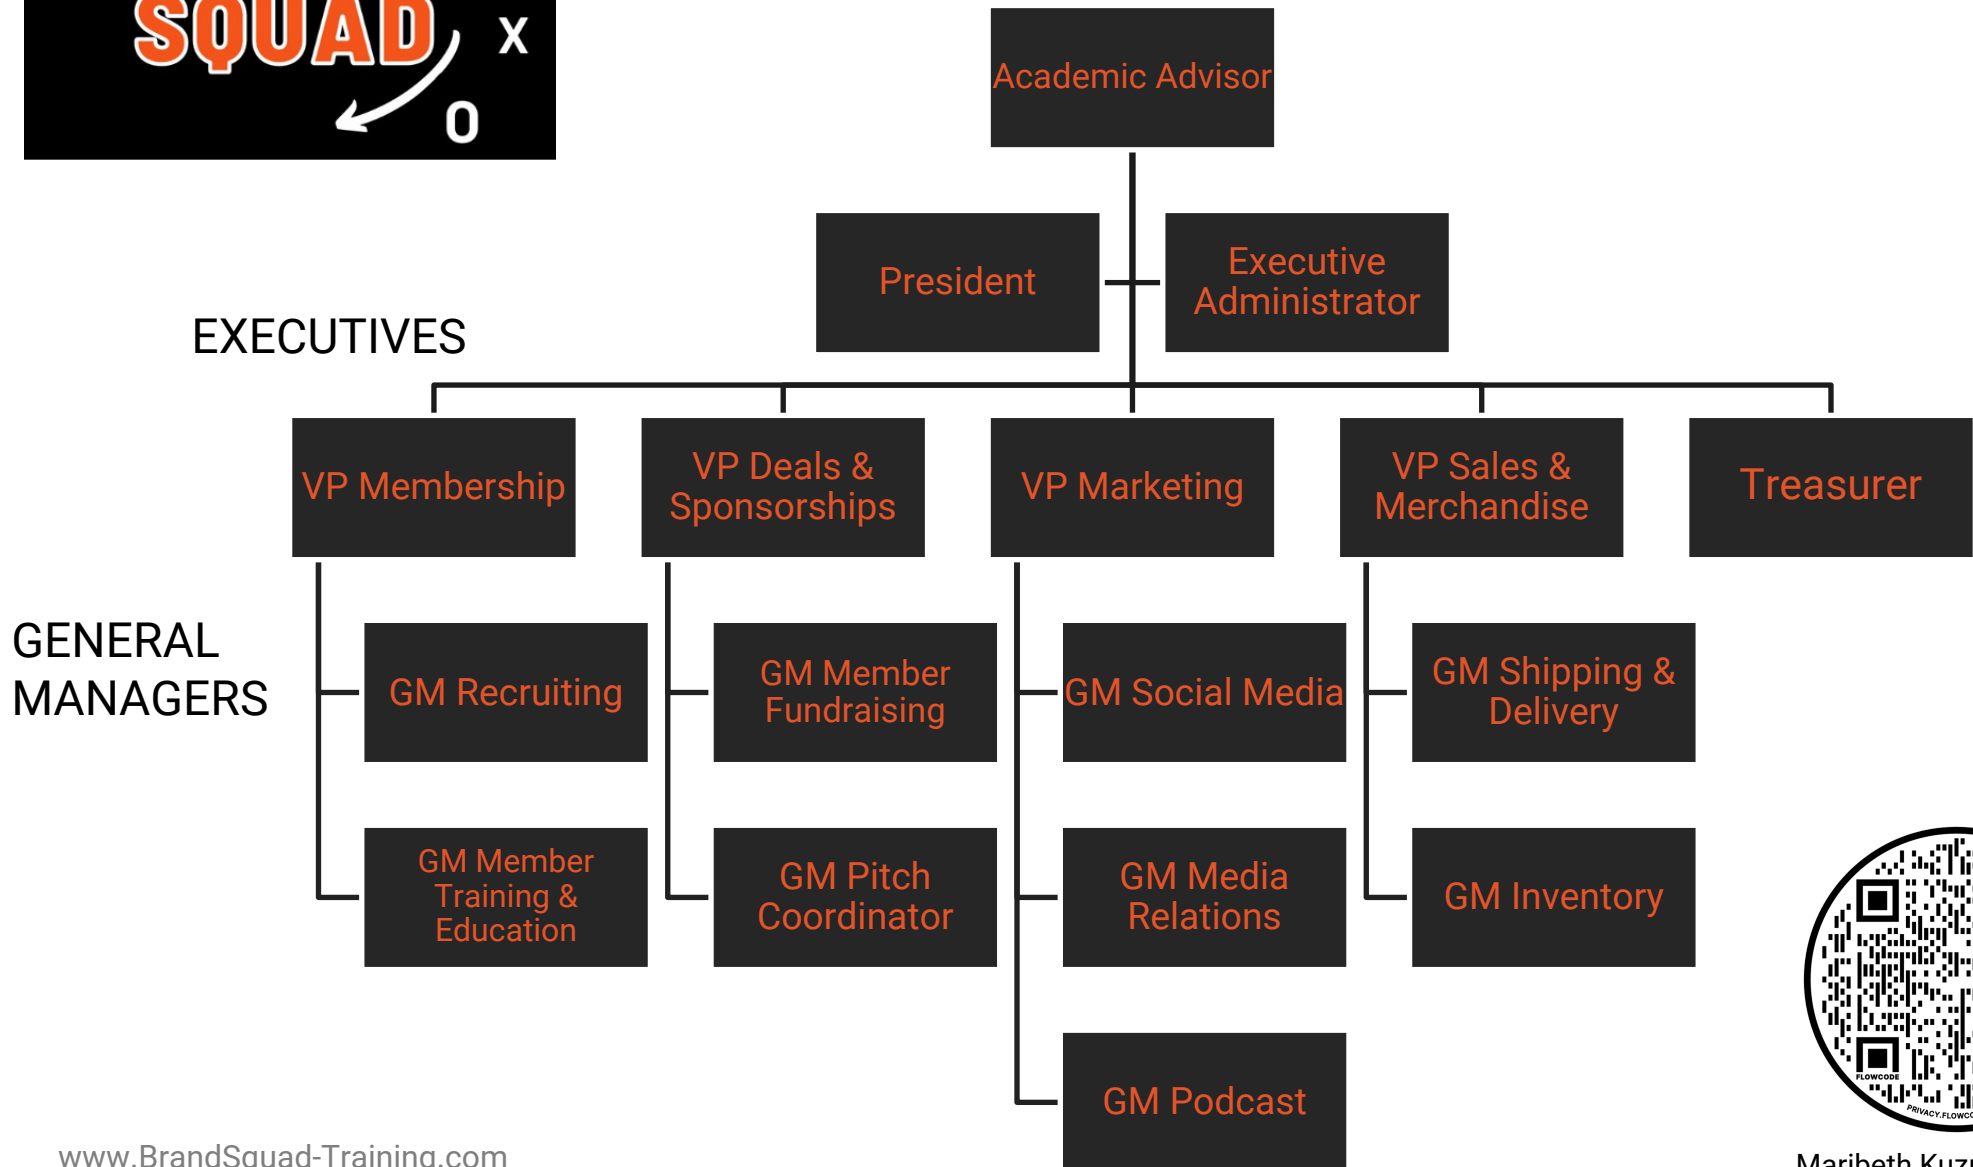 SQUAD
X
O
Academic Advisor
President
Executive
Administrator
EXECUTIVES
VP Membership
VP Deals &
Sponsorships
VP Marketing
VP Sales &
Merchandise
Treasurer
GENERAL
MANAGERS
GM Recruiting
GM Member
Fundraising
GM Social Media
GM Shipping &
Delivery
GM Member
Training &
Education
GM Pitch
Coordinator
GM Media
Relations
GM Inventory
GM Podcast
FLOWCODE
www.BrandSquad-Training.com
Maribeth